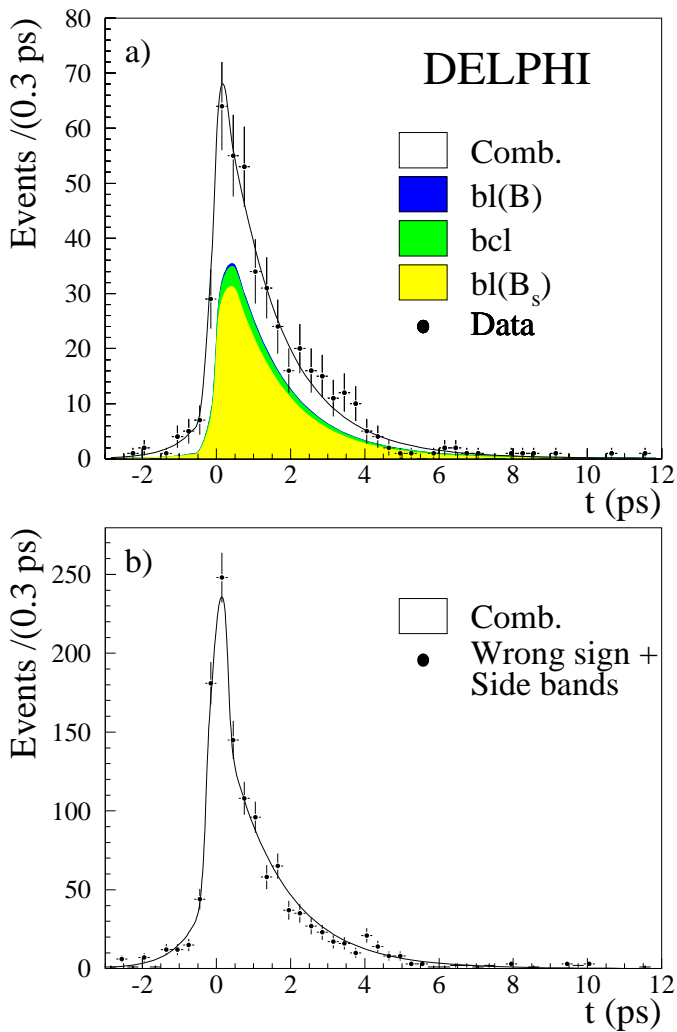 a)
DELPHI
Events /(0.3 ps)
80
70
60
50
40
30
20
10
0
Comb.
bl(B)
bcl
bl(Bₛ)
Data
-2 0 2 4 6 8 10 12
t (ps)
b)
Events /(0.3 ps)
250
200
150
100
50
0
Comb.
Wrong sign +
Side bands
-2 0 2 4 6 8 10 12
t (ps)